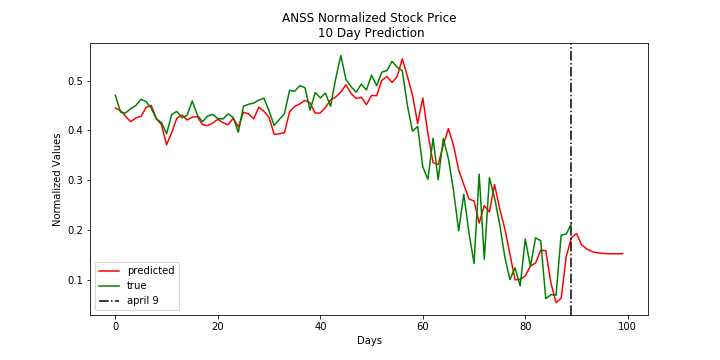 ANSS Normalized Stock Price
10 Day Prediction
Normalized Values
0.5
0.4
0.3
0.2
0.1
predicted
true
april 9
0 20 40 60 80 100
Days